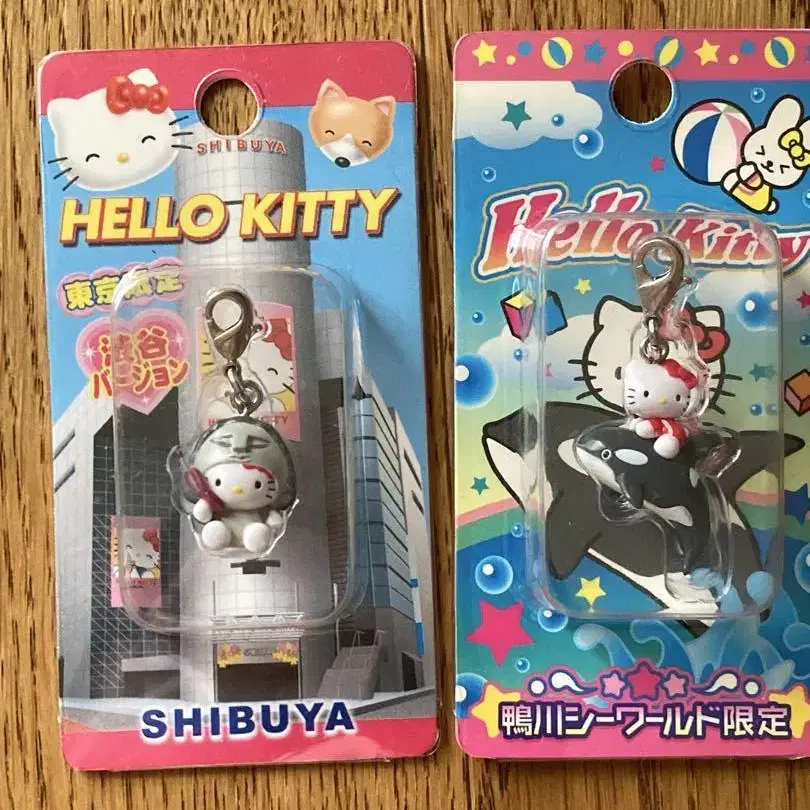 SHIBUYA
HELLO KITTY
東京限定
渋谷
バージョン
SHIBUYA
Hello Kitty
鴨川シーワールド限定